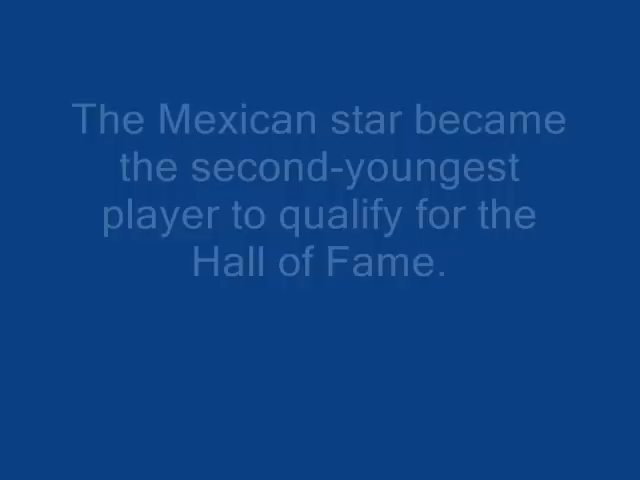 The Mexican star became
the second-youngest
player to qualify for the
Hall of Fame.